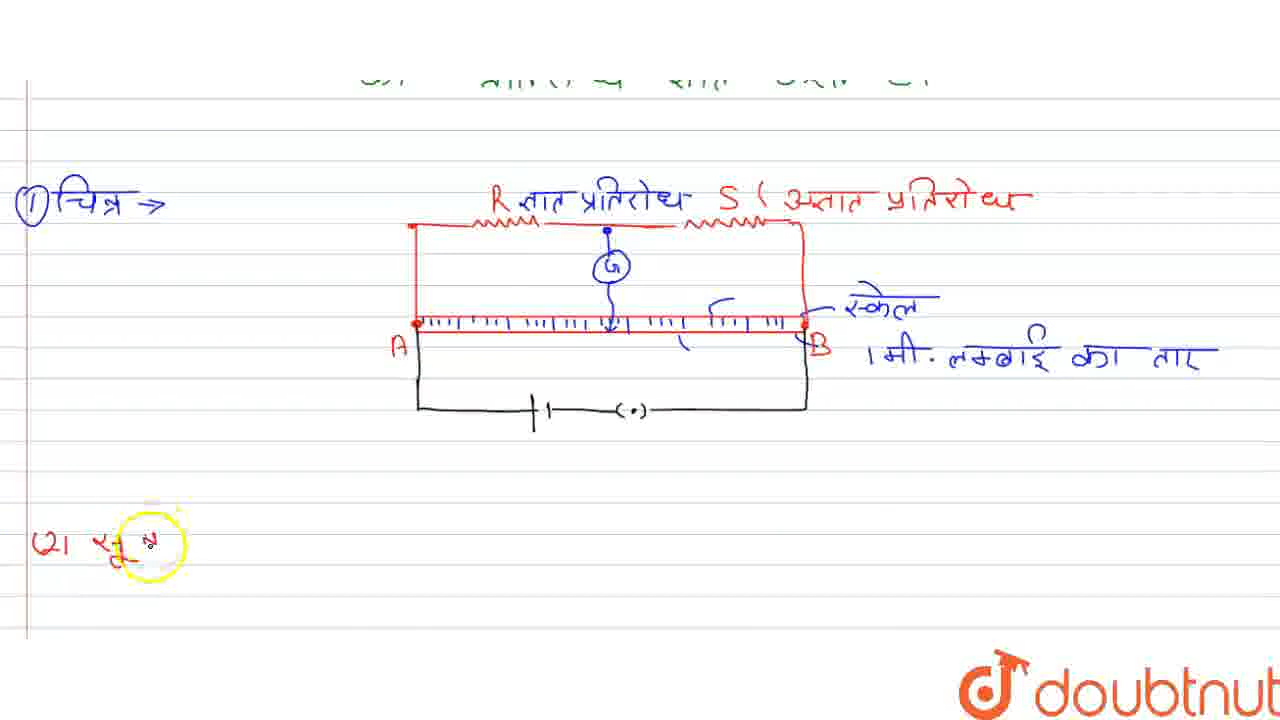 ① चित्र →
R ज्ञात प्रतिरोध S ( अज्ञात प्रतिरोध
G
स्केल
A
B
1 मी. लम्बाई का तार
(2) सूत्र
doubtnut